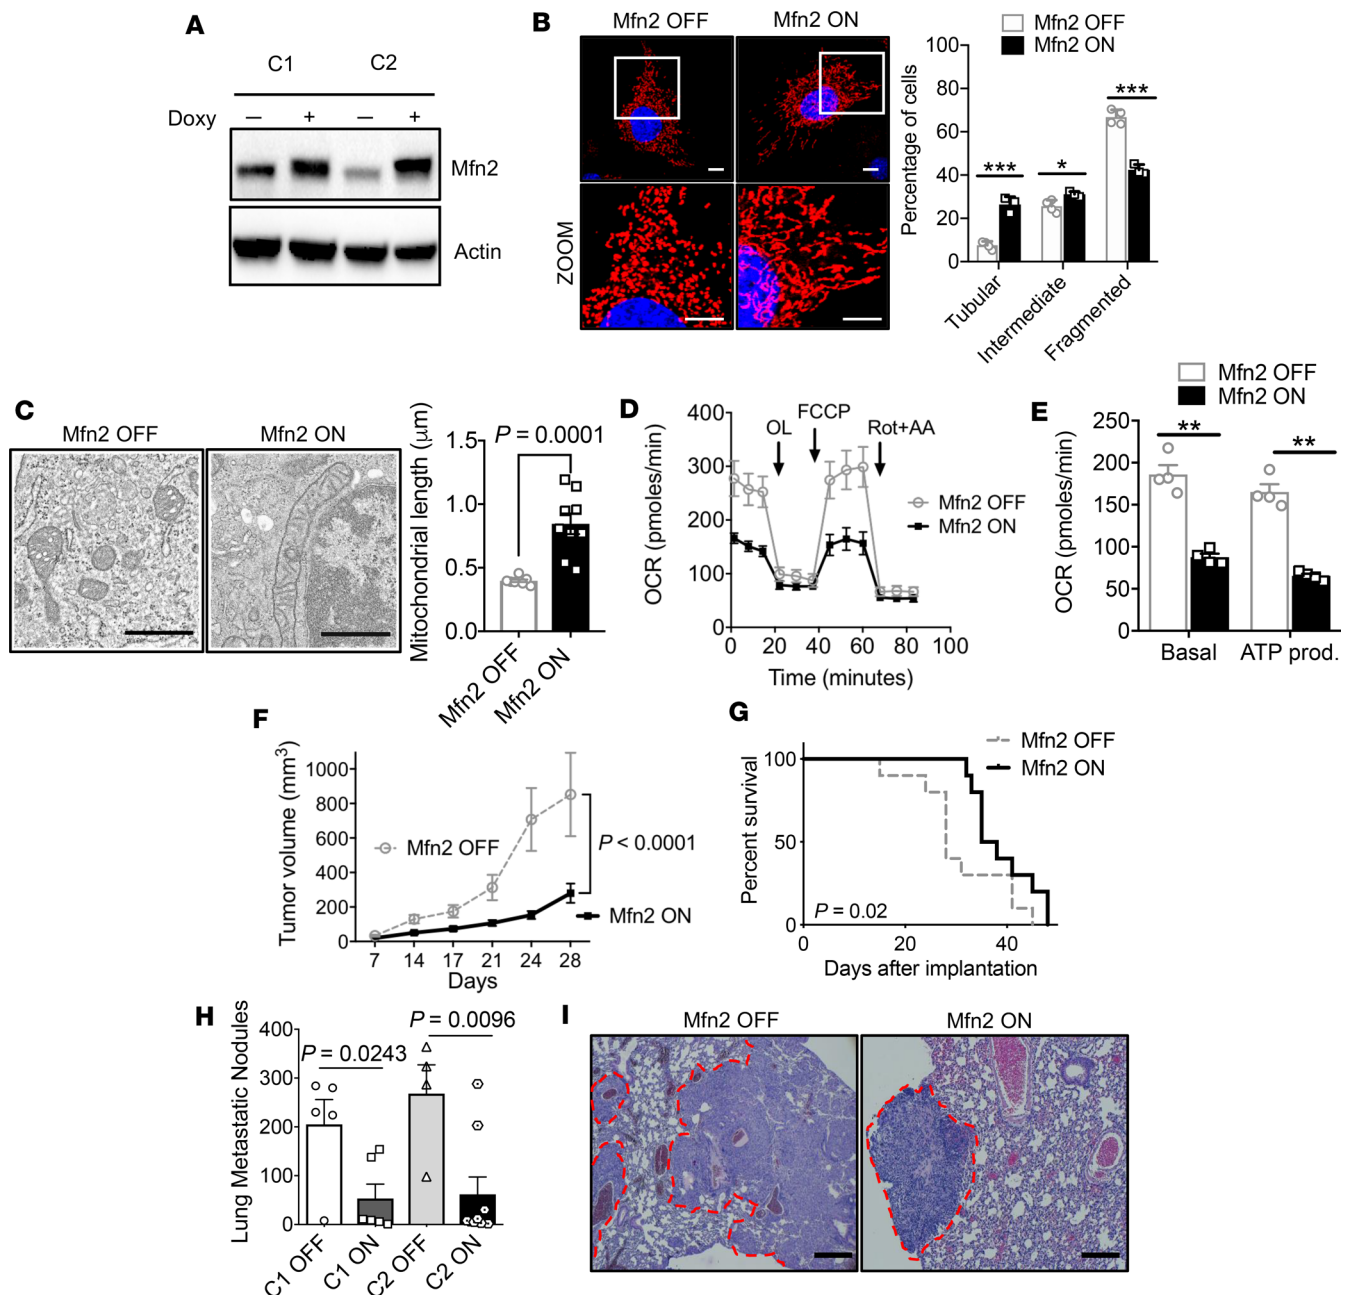 A
C1 C2
Doxy — + — +
Mfn2
Actin
B
Mfn2 OFF Mfn2 ON
ZOOM
Mfn2 OFF
Mfn2 ON
Percentage of cells
100
80
60
40
20
0
*** * ***
Tubular
Intermediate
Fragmented
C
Mfn2 OFF Mfn2 ON
Mitochondrial length (μm)
1.5
1.0
0.5
0.0
P = 0.0001
Mfn2 OFF
Mfn2 ON
D
OCR (pmoles/min)
400
300
200
100
0
OL FCCP Rot+AA
Mfn2 OFF
Mfn2 ON
0 20 40 60 80 100
Time (minutes)
E
Mfn2 OFF
Mfn2 ON
OCR (pmoles/min)
250
200
150
100
50
0
** **
Basal ATP prod.
F
Tumor volume (mm³)
1000
800
600
400
200
0
Mfn2 OFF
P < 0.0001
Mfn2 ON
7 14 17 21 24 28
Days
G
Mfn2 OFF
Mfn2 ON
Percent survival
100
50
0
P = 0.02
0 20 40
Days after implantation
H
Lung Metastatic Nodules
400
300
200
100
0
P = 0.0243
P = 0.0096
C1 OFF
C1 ON
C2 OFF
C2 ON
I
Mfn2 OFF Mfn2 ON